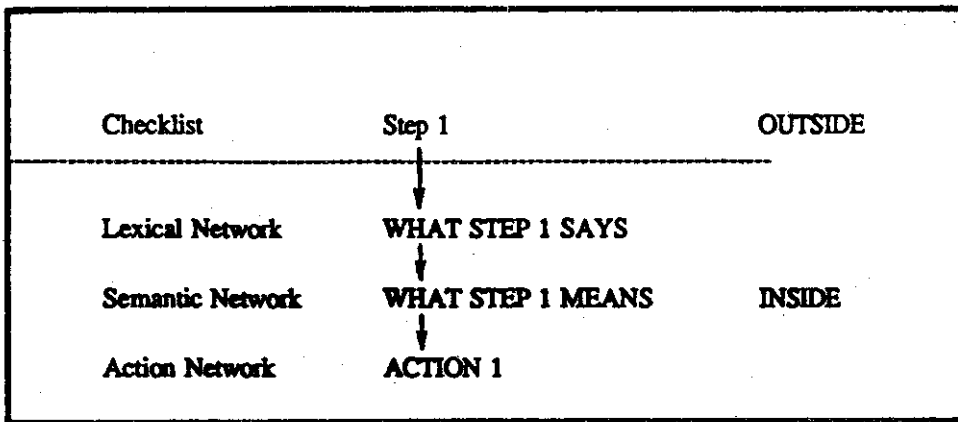 Checklist Step 1 OUTSIDE
Lexical Network WHAT STEP 1 SAYS
Semantic Network WHAT STEP 1 MEANS INSIDE
Action Network ACTION 1